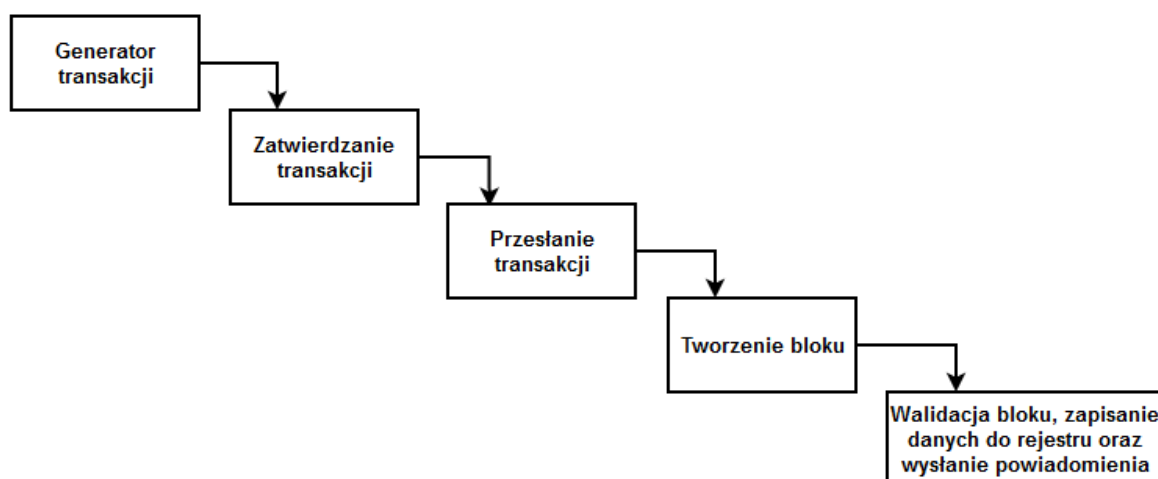 Generator
transakcji
Zatwierdzanie
transakcji
Przesłanie
transakcji
Tworzenie bloku
Walidacja bloku, zapisanie
danych do rejestru oraz
wysłanie powiadomienia